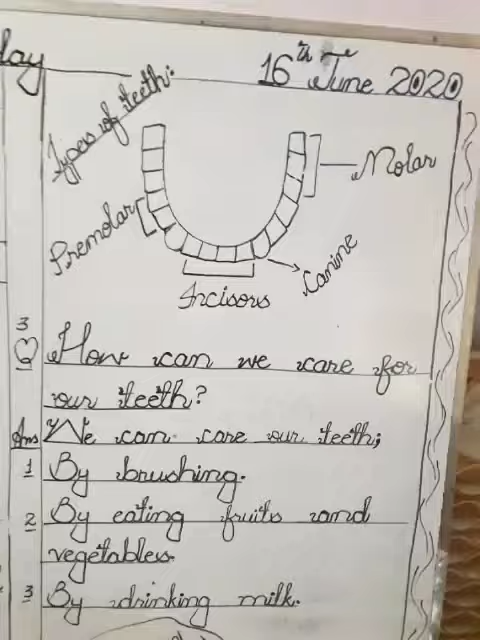 day
16th June 2020
Types of teeth:
Molar
Premolar
Canine
Incisors
3
Q How can we care for
our teeth?
Ans We can care our teeth;
1 By brushing.
2 By eating fruits and
vegetables.
3 By drinking milk.